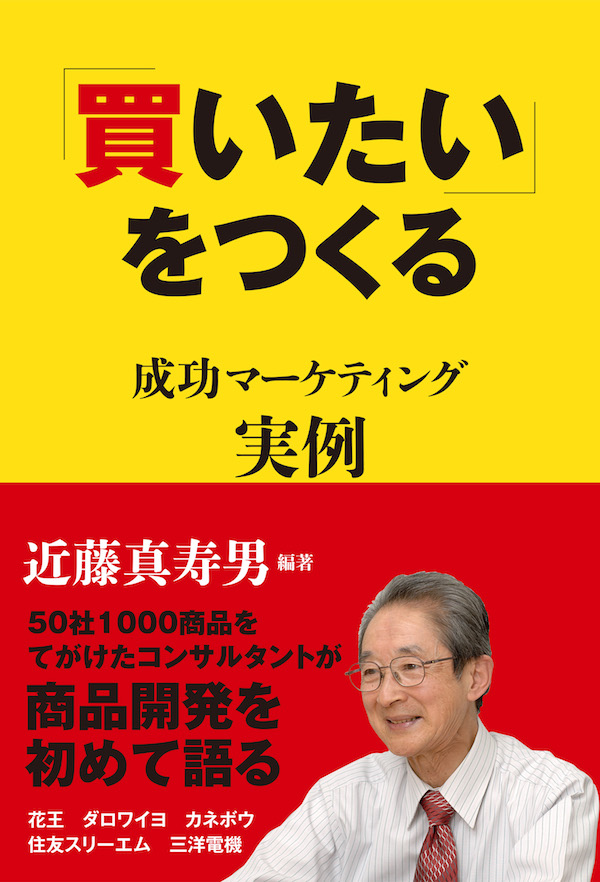 「買いたい」
をつくる
成功マーケティング
実例
近藤真寿男 編著
50社1000商品を
てがけたコンサルタントが
商品開発を
初めて語る
花王　ダロワイヨ　カネボウ
住友スリーエム　三洋電機